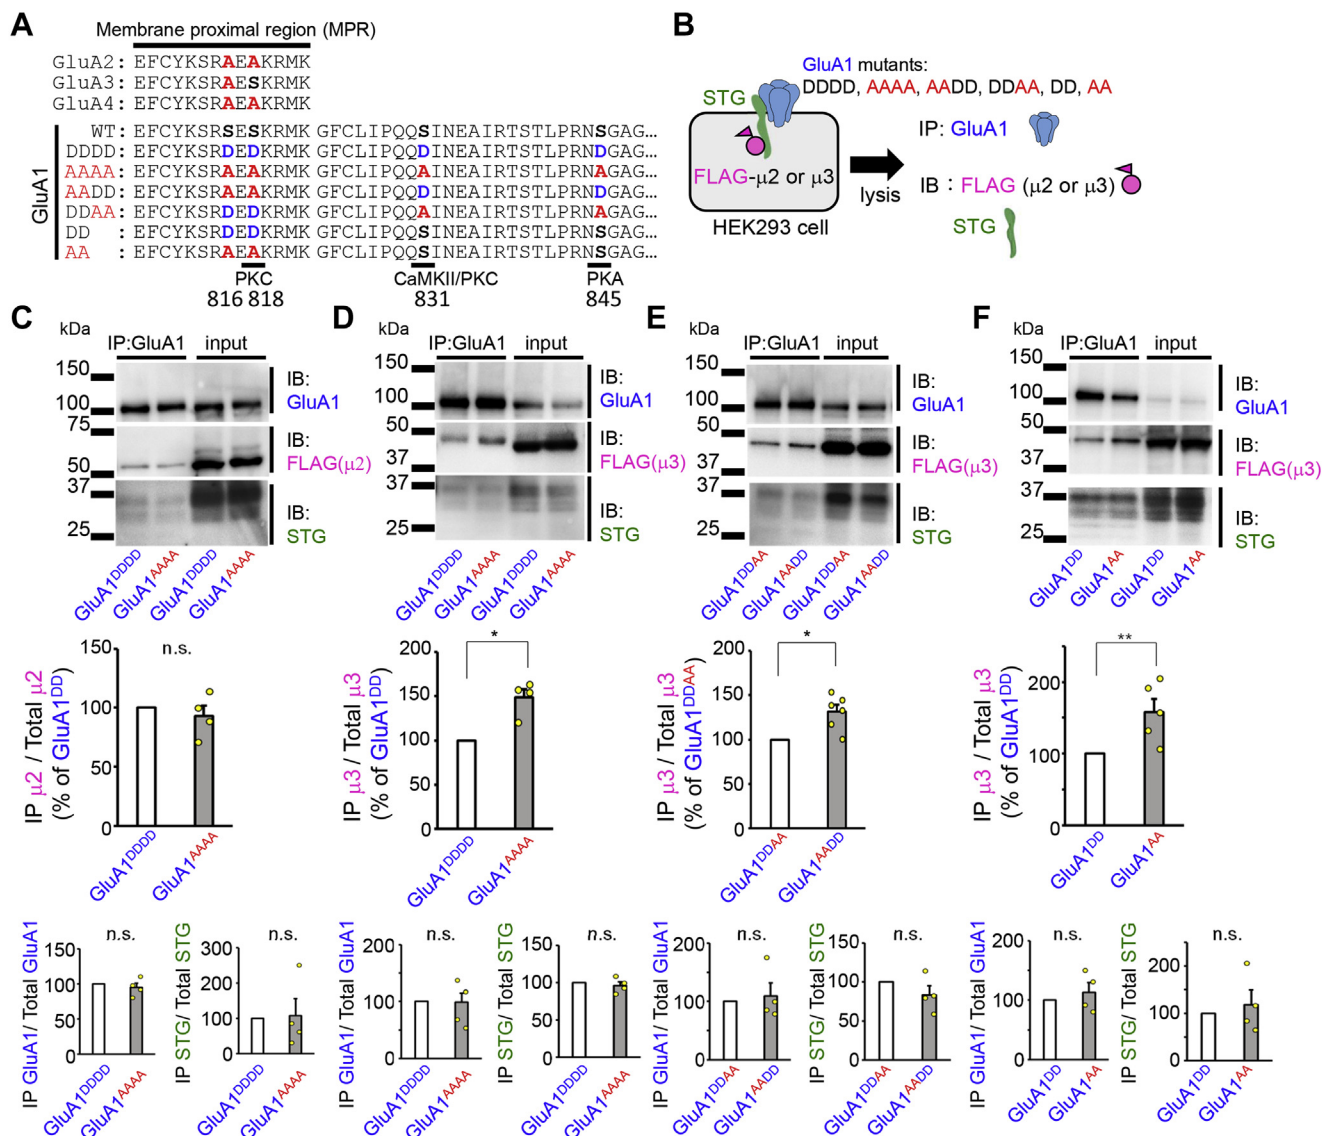 A
Membrane proximal region (MPR)
GluA2: EFCYKSRAEAKRMK
GluA3: EFCYKSRAESKRMK
GluA4: EFCYKSRAEAKRMK
GluA1
WT: EFCYKSRSESKRMK GFCLIPQQSINEAIRTSTLPRNSGAG...
DDDD: EFCYKSRDEDKRMK GFCLIPQQDINEAIRTSTLPRNDGAG...
AAAA: EFCYKSRAEAKRMK GFCLIPQQAINEAIRTSTLPRNAGAG...
AADD: EFCYKSRAEAKRMK GFCLIPQQDINEAIRTSTLPRNDGAG...
DDAA: EFCYKSRDEDKRMK GFCLIPQQAINEAIRTSTLPRNAGAG...
DD : EFCYKSRDEDKRMK GFCLIPQQSINEAIRTSTLPRNSGAG...
AA : EFCYKSRAEAKRMK GFCLIPQQSINEAIRTSTLPRNSGAG...
PKC CaMKII/PKC PKA
816 818 831 845
B
GluA1 mutants:
DDDD, AAAA, AADD, DDAA, DD, AA
STG
FLAG-μ2 or μ3
HEK293 cell
lysis
IP: GluA1
IB : FLAG (μ2 or μ3)
STG
C
kDa
IP:GluA1 input
150
100
75
50
37
25
IB:
GluA1
IB:
FLAG(μ2)
IB:
STG
GluA1DDDD GluA1AAAA GluA1DDDD GluA1AAAA
IP μ2 / Total μ2
(% of GluA1DD)
150
100
50
0
n.s.
GluA1DDDD GluA1AAAA
IP GluA1/ Total GluA1
150
100
50
0
n.s.
GluA1DDDD GluA1AAAA
IP STG/ Total STG
300
200
100
0
n.s.
GluA1DDDD GluA1AAAA
D
kDa
IP:GluA1 input
150
100
50
37
25
IB:
GluA1
IB:
FLAG(μ3)
IB:
STG
GluA1DDDD GluA1AAAA GluA1DDDD GluA1AAAA
IP μ3 / Total μ3
(% of GluA1DD)
200
150
100
50
0
*
GluA1DDDD GluA1AAAA
IP GluA1/ Total GluA1
200
100
0
n.s.
GluA1DDDD GluA1AAAA
IP STG/ Total STG
150
100
50
0
n.s.
GluA1DDDD GluA1AAAA
E
kDa
IP:GluA1 input
150
100
50
37
37
25
IB:
GluA1
IB:
FLAG(μ3)
IB:
STG
GluA1DDAA GluA1AADD GluA1DDAA GluA1AADD
IP μ3 / Total μ3
(% of GluA1DDAA)
200
150
100
50
0
*
GluA1DDAA GluA1AADD
IP GluA1/ Total GluA1
200
100
0
n.s.
GluA1DDAA GluA1AADD
IP STG/ Total STG
150
100
50
0
n.s.
GluA1DDAA GluA1AADD
F
kDa
IP:GluA1 input
150
100
50
37
37
25
IB:
GluA1
IB:
FLAG(μ3)
IB:
STG
GluA1DD GluA1AA GluA1DD GluA1AA
IP μ3 / Total μ3
(% of GluA1DD)
200
100
0
**
GluA1DD GluA1AA
IP GluA1/ Total GluA1
200
100
0
n.s.
GluA1DD GluA1AA
IP STG/ Total STG
200
100
0
n.s.
GluA1DD GluA1AA